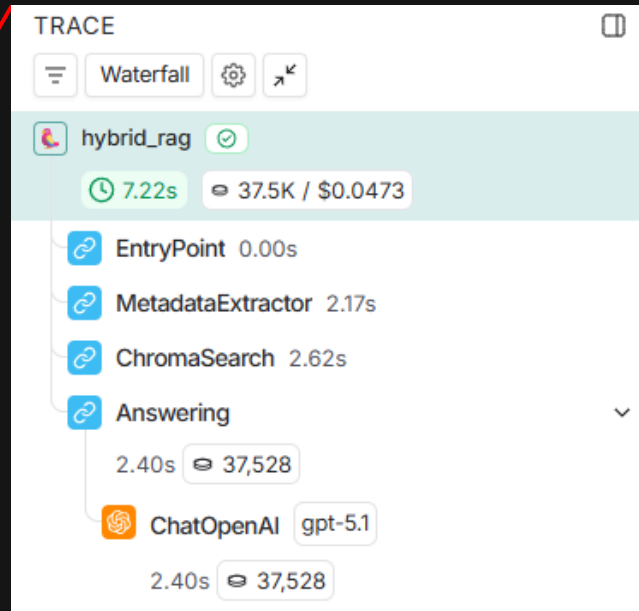 TRACE
Waterfall
hybrid_rag
7.22s 37.5K / $0.0473
EntryPoint 0.00s
MetadataExtractor 2.17s
ChromaSearch 2.62s
Answering
2.40s 37,528
ChatOpenAI gpt-5.1
2.40s 37,528